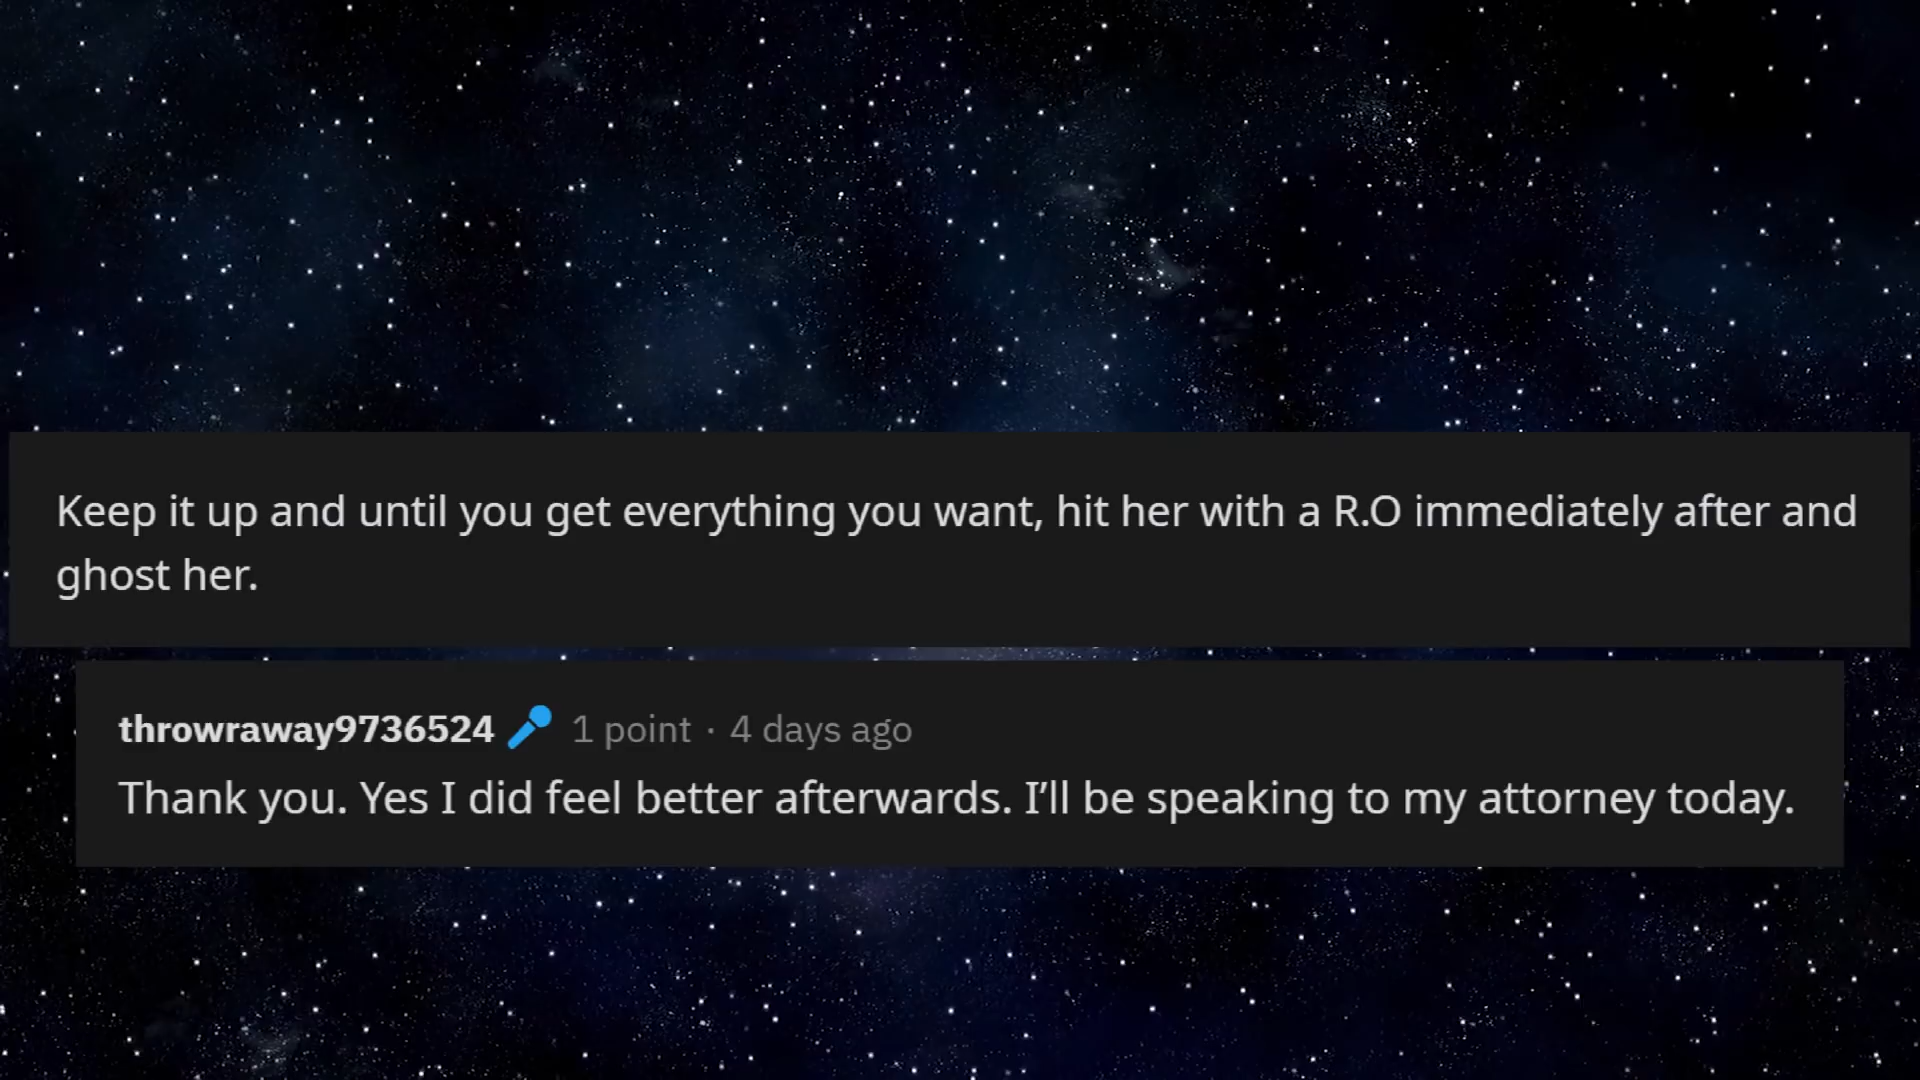 Keep it up and until you get everything you want, hit her with a R.O immediately after and
ghost her.
throwraway9736524 1 point · 4 days ago
Thank you. Yes I did feel better afterwards. I’ll be speaking to my attorney today.